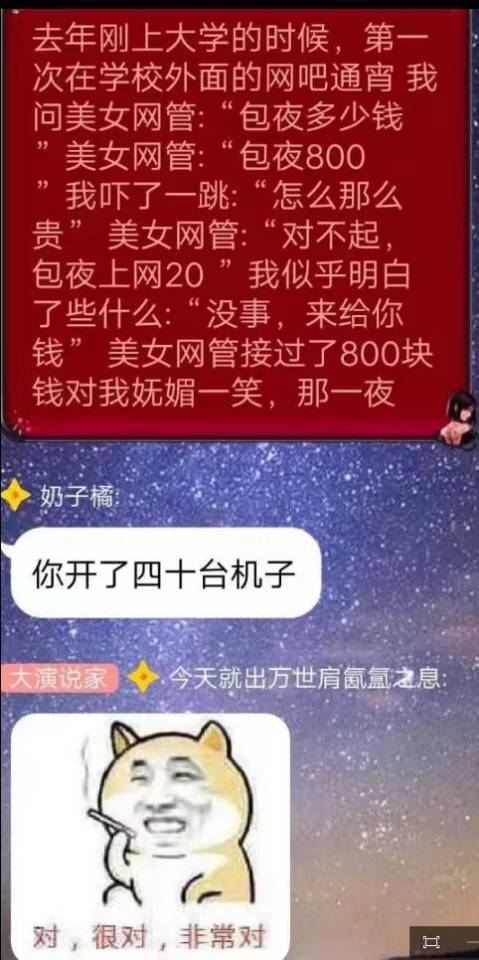 去年刚上大学的时候，第一
次在学校外面的网吧通宵 我
问美女网管:“包夜多少钱
”美女网管:“包夜800
”我吓了一跳:“怎么那么
贵” 美女网管:“对不起，
包夜上网20 ”我似乎明白
了些什么:“没事，来给你
钱” 美女网管接过了800块
钱对我妩媚一笑，那一夜
奶子橘:
你开了四十台机子
大演说家 今天就出万世肩氤氲之息:
对，很对，非常对